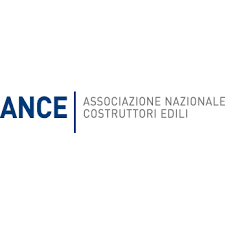 ANCE
ASSOCIAZIONE NAZIONALE
COSTRUTTORI EDILI